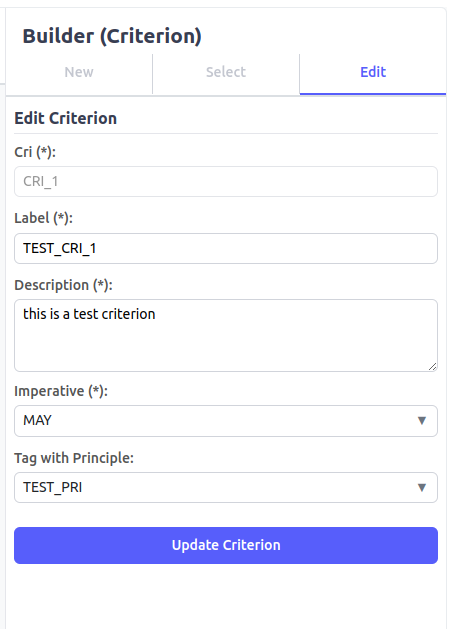 Builder (Criterion)
New Select Edit
Edit Criterion
Cri (*):
CRI_1
Label (*):
TEST_CRI_1
Description (*):
this is a test criterion
Imperative (*):
MAY
Tag with Principle:
TEST_PRI
Update Criterion